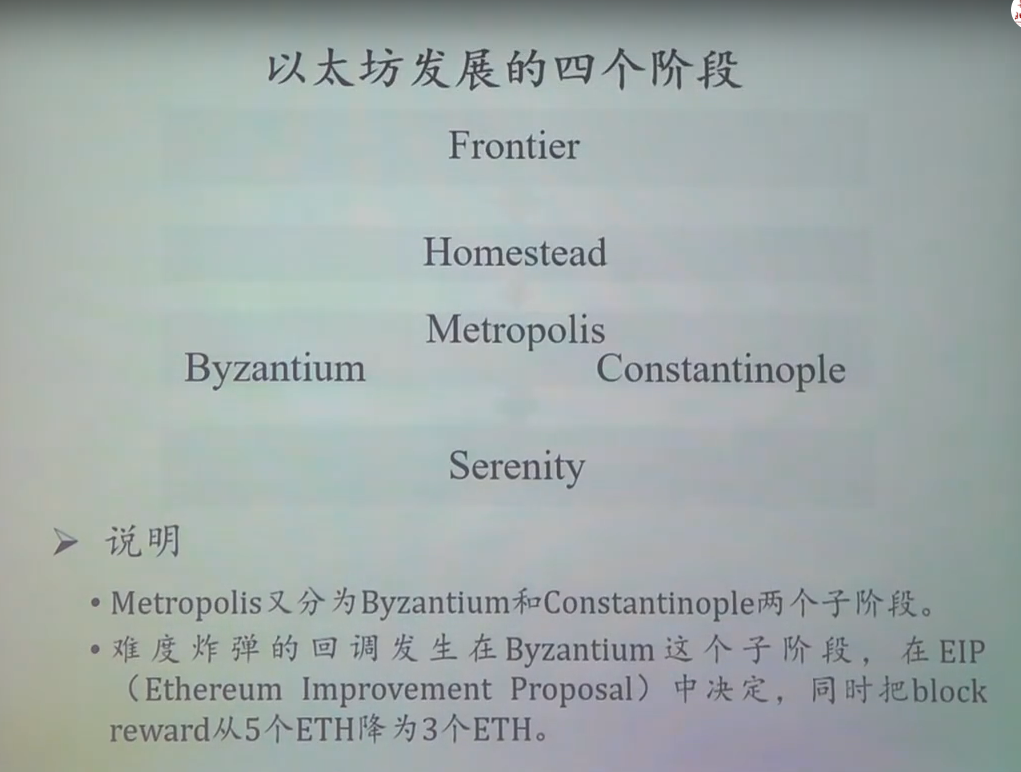 以太坊发展的四个阶段
Frontier
Homestead
Metropolis
Byzantium Constantinople
Serenity
➢ 说明
• Metropolis又分为Byzantium和Constantinople两个子阶段。
• 难度炸弹的回调发生在Byzantium这个子阶段，在EIP
（Ethereum Improvement Proposal）中决定，同时把block
reward从5个ETH降为3个ETH。